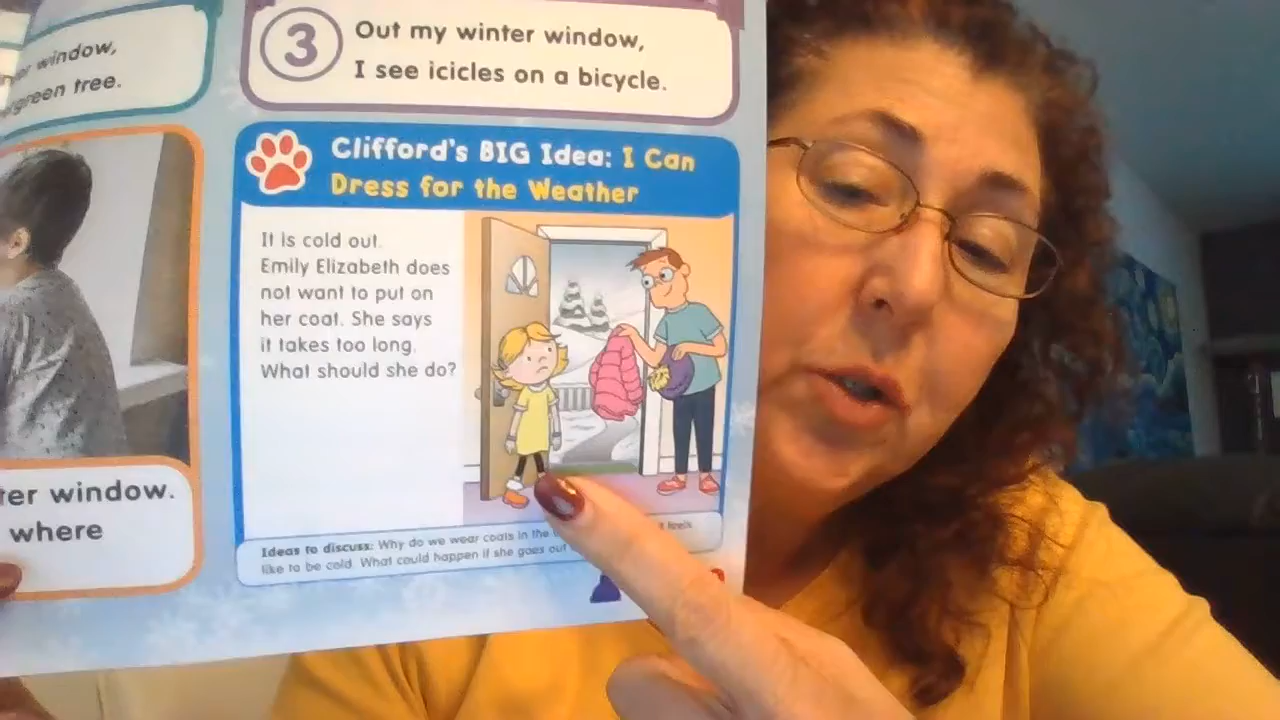 window,
green tree.
3
Out my winter window,
I see icicles on a bicycle.
Clifford's BIG Idea: I Can
Dress for the Weather
It is cold out.
Emily Elizabeth does
not want to put on
her coat. She says
it takes too long.
What should she do?
window.
where
Ideas to discuss: Why do we wear coats in the
like to be cold. What could happen if she goes out